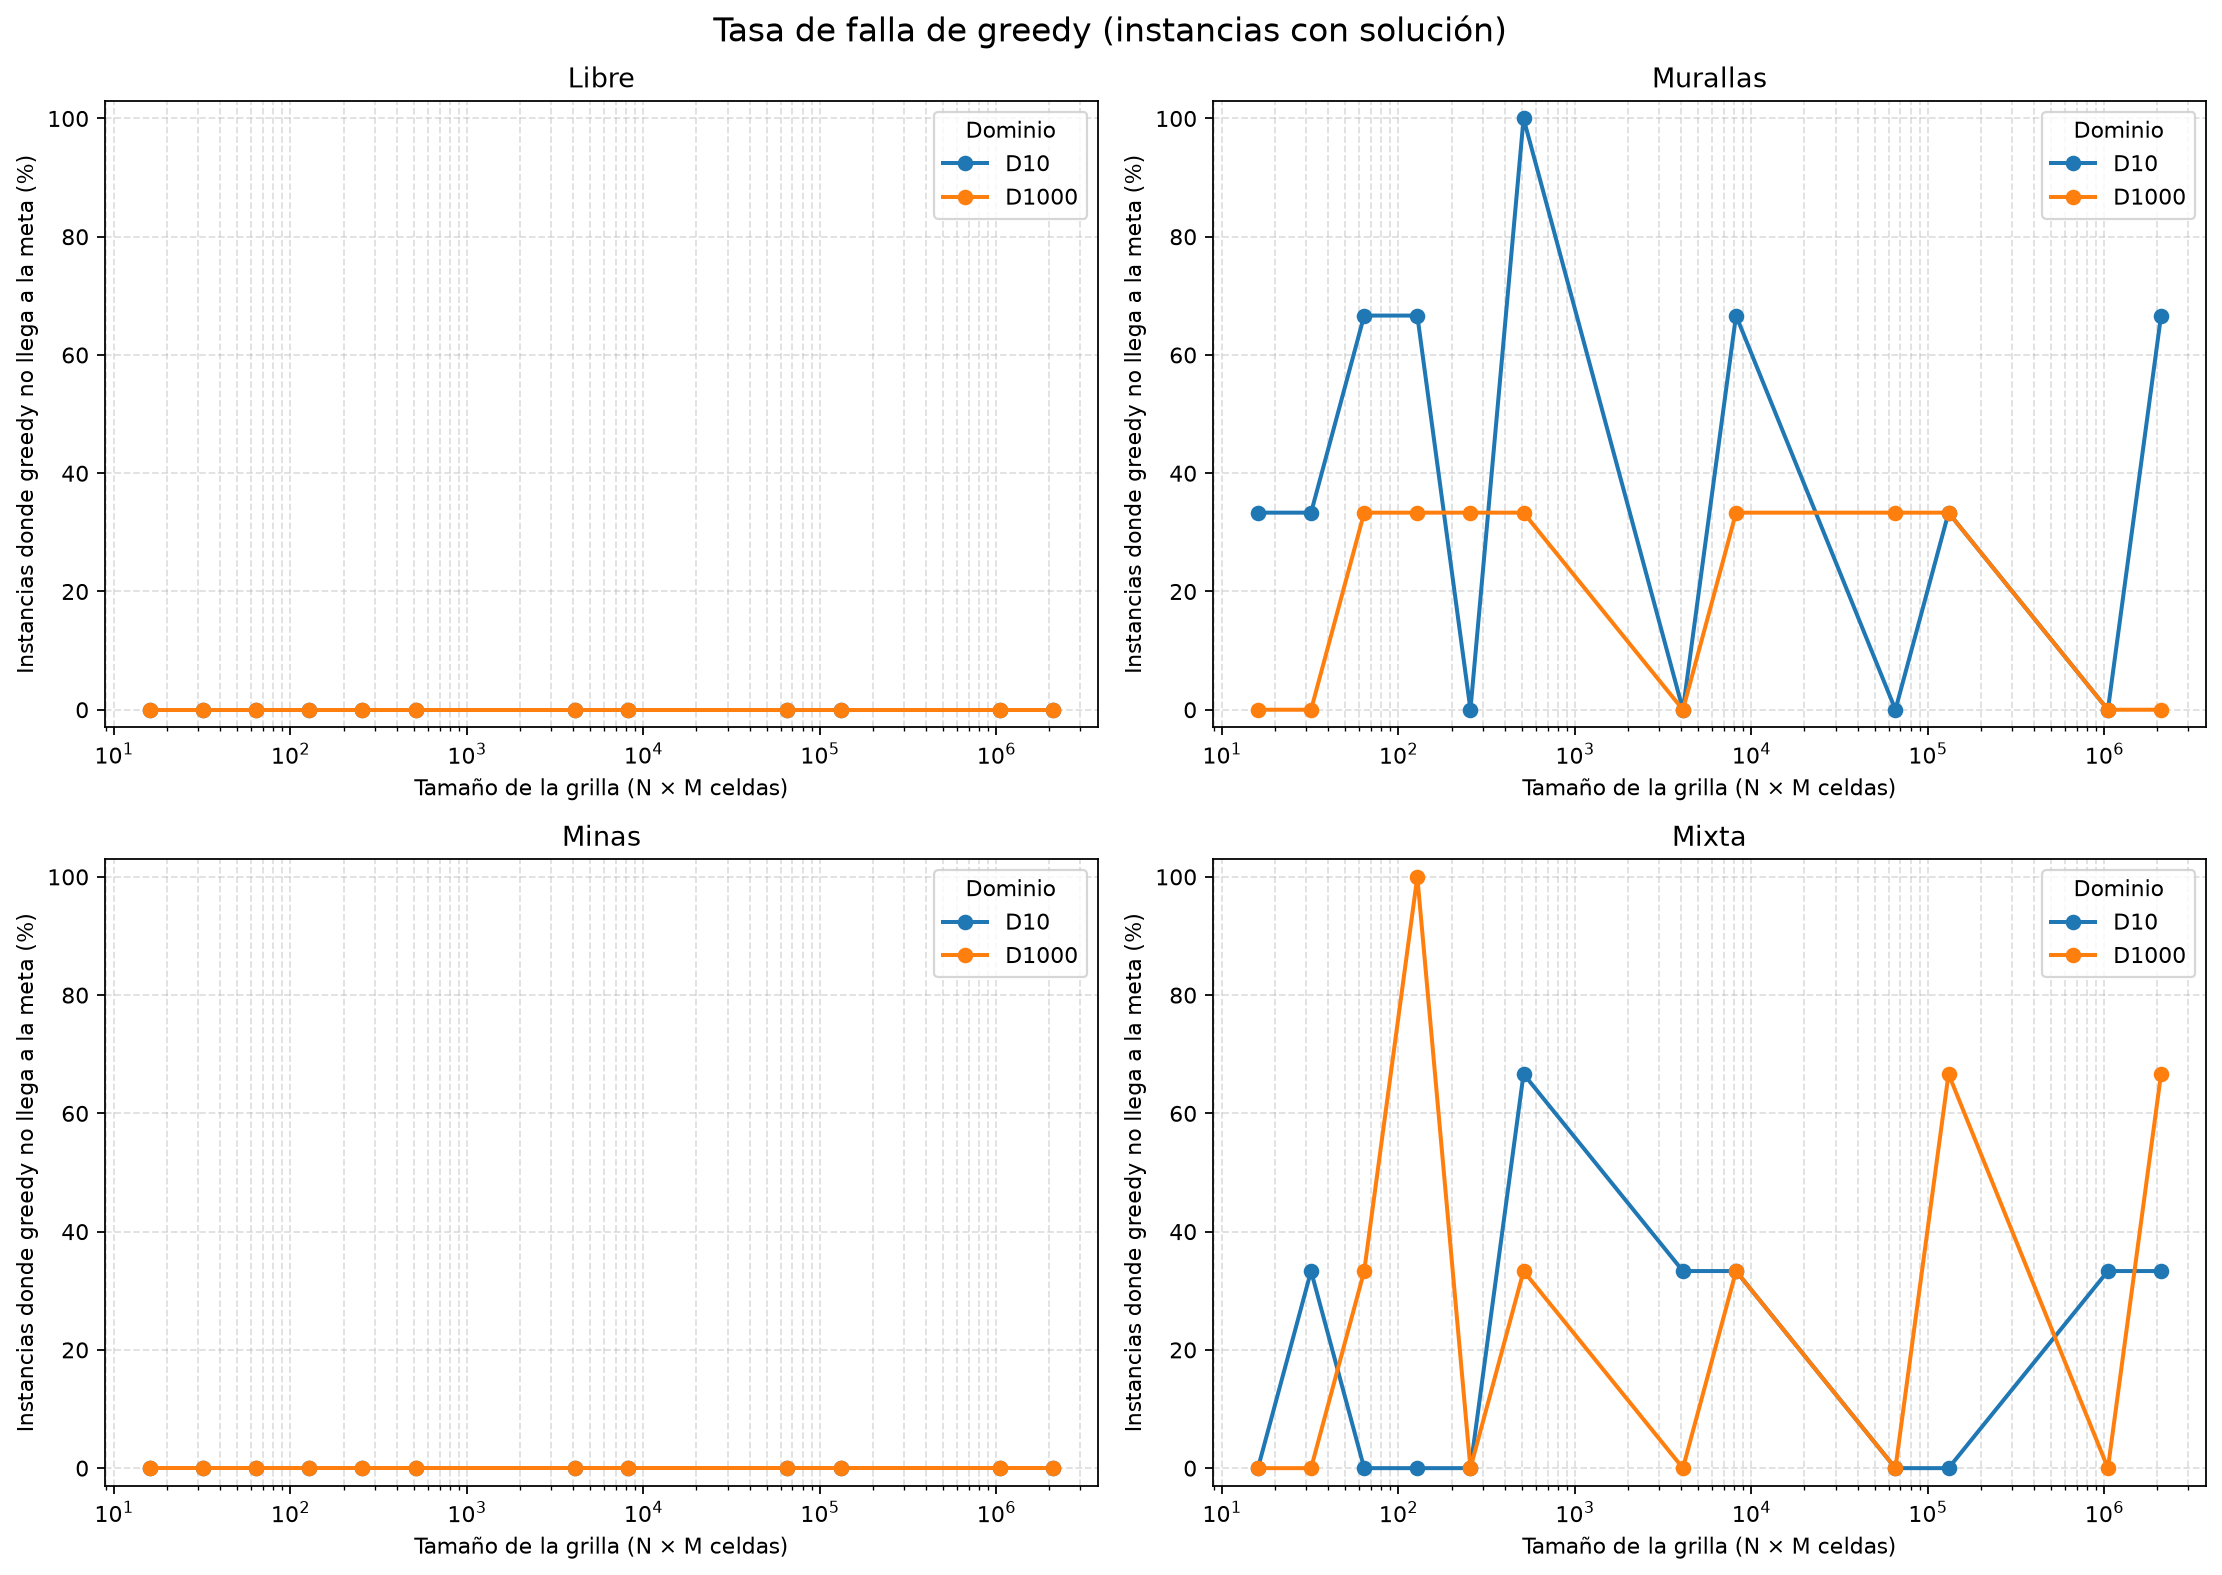 Tasa de falla de greedy (instancias con solución)
Libre
Instancias donde greedy no llega a la meta (%)
100
80
60
40
20
0
Dominio
D10
D1000
10¹ 10² 10³ 10⁴ 10⁵ 10⁶
Tamaño de la grilla (N × M celdas)
Murallas
Instancias donde greedy no llega a la meta (%)
100
80
60
40
20
0
Dominio
D10
D1000
10¹ 10² 10³ 10⁴ 10⁵ 10⁶
Tamaño de la grilla (N × M celdas)
Minas
Instancias donde greedy no llega a la meta (%)
100
80
60
40
20
0
Dominio
D10
D1000
10¹ 10² 10³ 10⁴ 10⁵ 10⁶
Tamaño de la grilla (N × M celdas)
Mixta
Instancias donde greedy no llega a la meta (%)
100
80
60
40
20
0
Dominio
D10
D1000
10¹ 10² 10³ 10⁴ 10⁵ 10⁶
Tamaño de la grilla (N × M celdas)